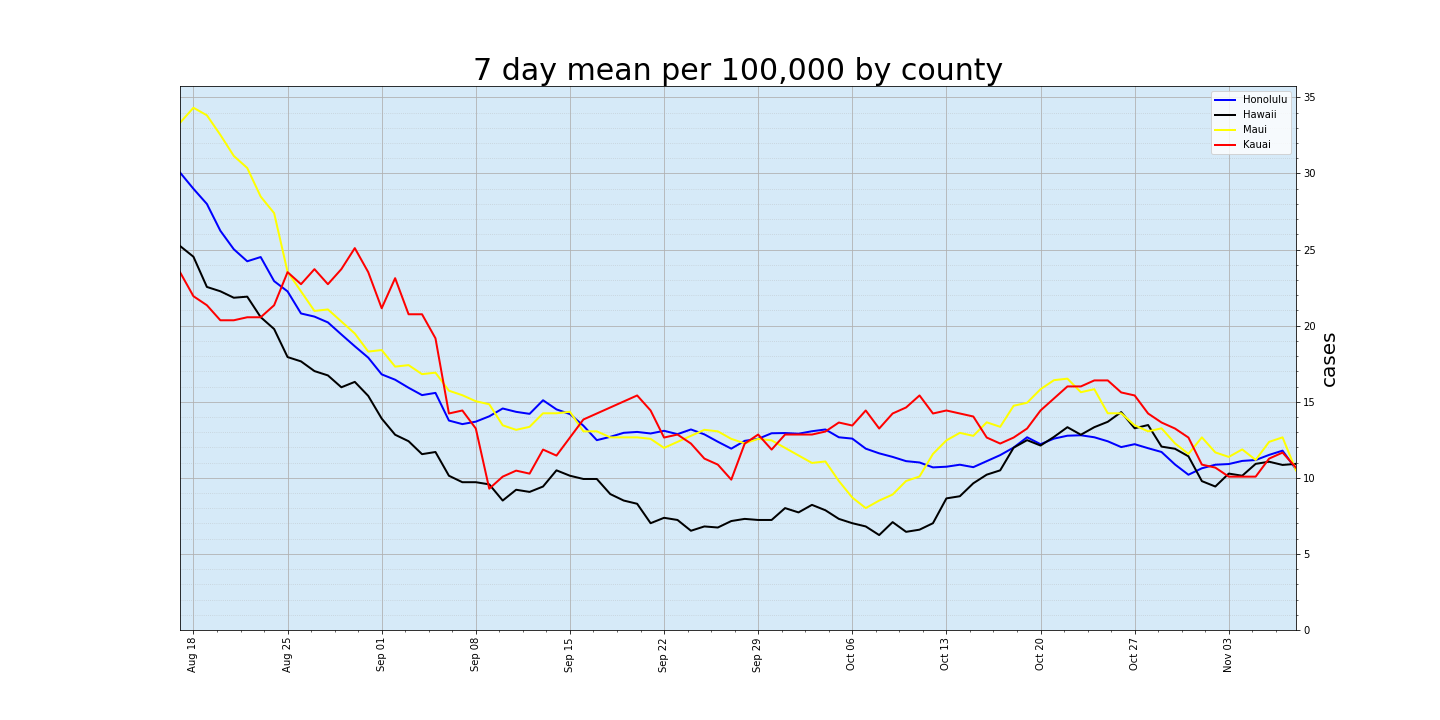 7 day mean per 100,000 by county
Honolulu
Hawaii
Maui
Kauai
35
30
25
20
15
10
5
0
cases
Aug 18
Aug 25
Sep 01
Sep 08
Sep 15
Sep 22
Sep 29
Oct 06
Oct 13
Oct 20
Oct 27
Nov 03